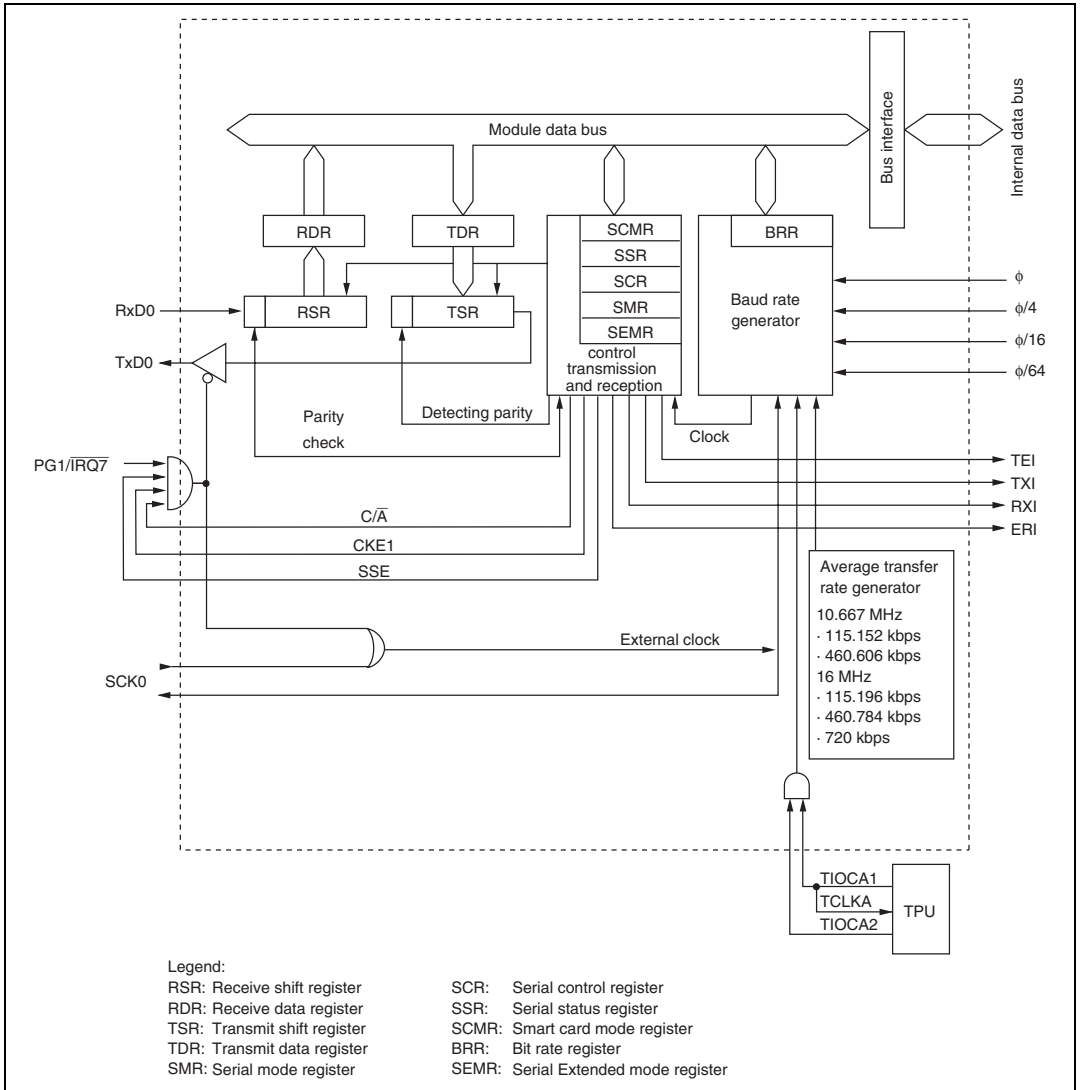 Bus interface
Internal data bus
Module data bus
RDR
TDR
SCMR
SSR
SCR
SMR
SEMR
control
transmission
and reception
BRR
Baud rate
generator
φ
φ/4
φ/16
φ/64
RxD0
RSR
TSR
TxD0
Parity
check
Detecting parity
Clock
PG1/IRQ7
TEI
TXI
RXI
ERI
C/A
CKE1
SSE
Average transfer
rate generator
10.667 MHz
· 115.152 kbps
· 460.606 kbps
16 MHz
· 115.196 kbps
· 460.784 kbps
· 720 kbps
External clock
SCK0
TIOCA1
TCLKA
TIOCA2
TPU
Legend:
RSR: Receive shift register
RDR: Receive data register
TSR: Transmit shift register
TDR: Transmit data register
SMR: Serial mode register
SCR: Serial control register
SSR: Serial status register
SCMR: Smart card mode register
BRR: Bit rate register
SEMR: Serial Extended mode register